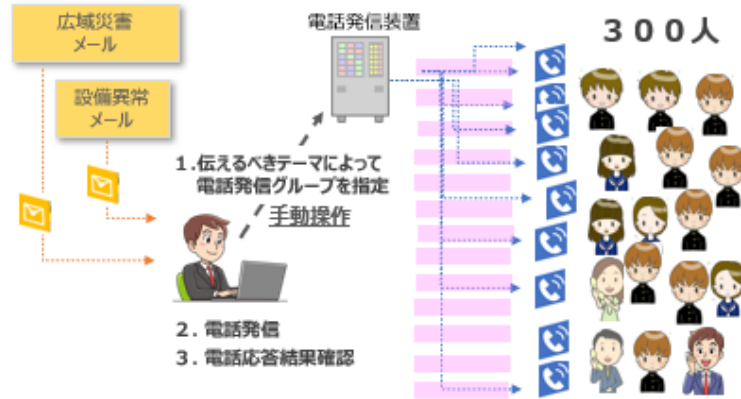 広域災害
メール
設備異常
メール
電話発信装置
300人
1.伝えるべきテーマによって
電話発信グループを指定
手動操作
2. 電話発信
3. 電話応答結果確認